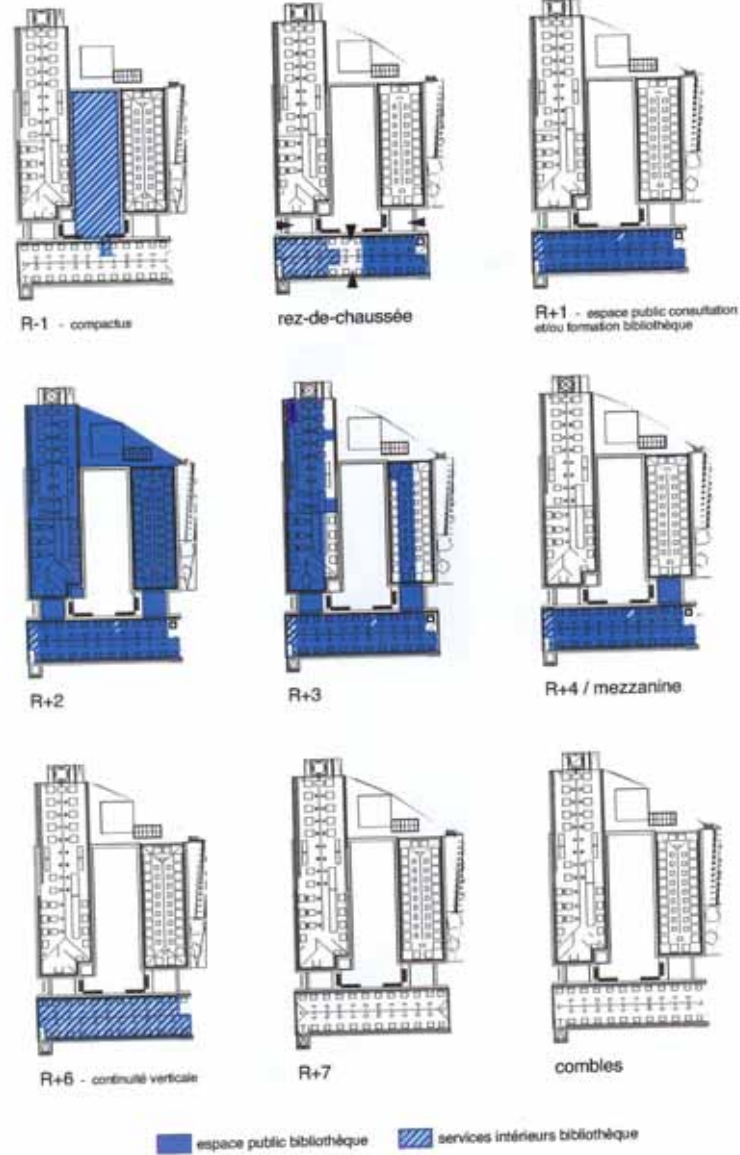 R-1 - compactus
rez-de-chaussée
R+1 - espace public consultation
et/ou formation bibliothèque
R+2
R+3
R+4 / mezzanine
R+6 - continuité verticale
R+7
combles
espace public bibliothèque
services intérieurs bibliothèque